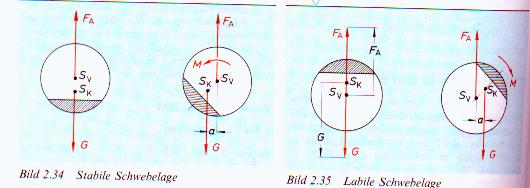 F_A
F_A
F_A
F_A
F_A
M
M
S_V
S_K
S_K
S_V
S_K
S_V
S_K
S_V
a
a
G
G
G
G
G
Bild 2.34 Stabile Schwebelage
Bild 2.35 Labile Schwebelage